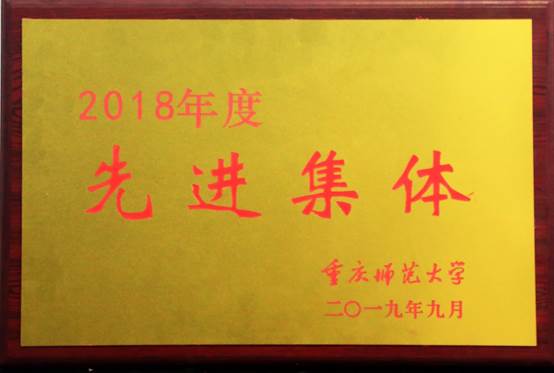 2018年度
先进集体
重庆师范大学
二〇一九年九月